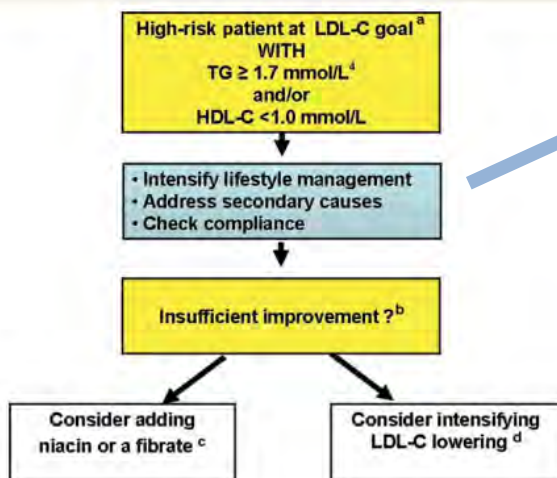 High-risk patient at LDL-C goal a
WITH
TG ≥ 1.7 mmol/L d
and/or
HDL-C <1.0 mmol/L
• Intensify lifestyle management
• Address secondary causes
• Check compliance
Insufficient improvement ? b
Consider adding
niacin or a fibrate c
Consider intensifying
LDL-C lowering d